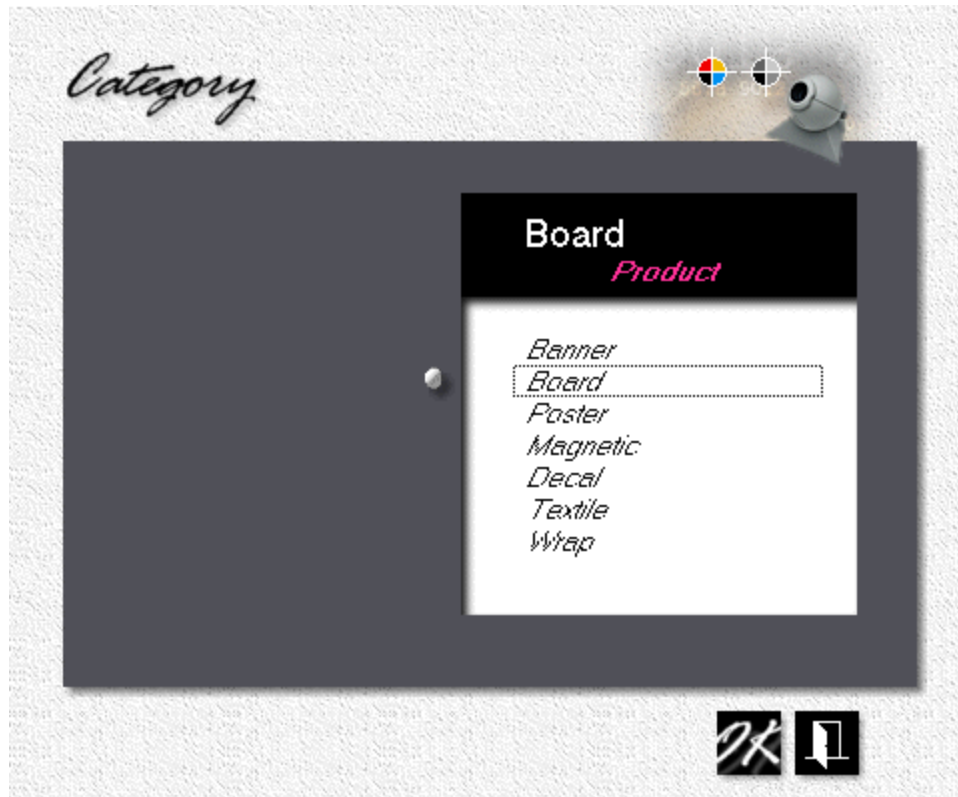 Category
Board
Product
Banner
Board
Poster
Magnetic
Decal
Textile
Wrap
OK